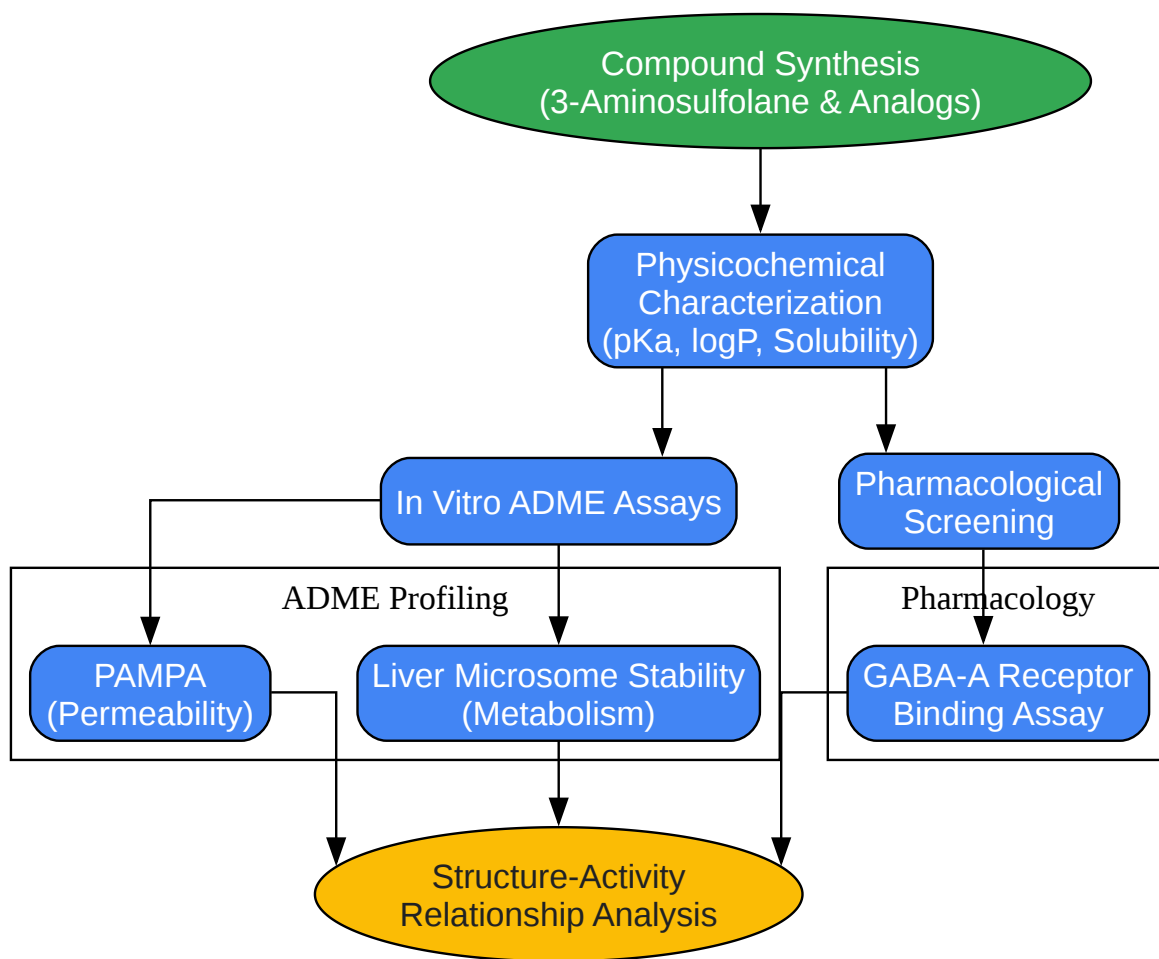 Compound Synthesis
(3-Aminosulfolane & Analogs)
Physicochemical
Characterization
(pKa, logP, Solubility)
In Vitro ADME Assays
Pharmacological
Screening
ADME Profiling
Pharmacology
PAMPA
(Permeability)
Liver Microsome Stability
(Metabolism)
GABA-A Receptor
Binding Assay
Structure-Activity
Relationship Analysis